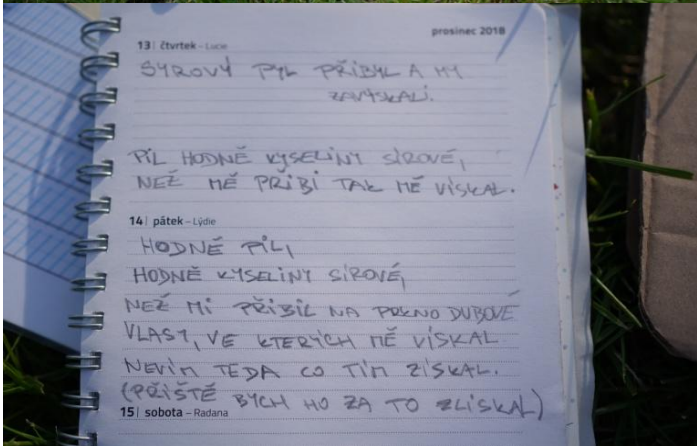 prosinec 2018
13 | čtvrtek – Lucie
SYROVÝ PYL PŘIBYL A MY
ZAVÝSKALI.
PIL HODNĚ KYSELINY SÍROVÉ,
NEŽ MĚ PŘIBI TAK MĚ VÍSKAL.
14 | pátek – Lýdie
HODNĚ PIL,
HODNĚ KYSELINY SÍROVÉ,
NEŽ MI PŘIBIL NA PRKNO DUBOVÉ
VLASY, VE KTERÝCH MĚ VÍSKAL
NEVÍM TEDA CO TÍM ZÍSKAL.
(PŘÍŠTĚ BYCH HO ZA TO ZLÍSKAL)
15 | sobota – Radana